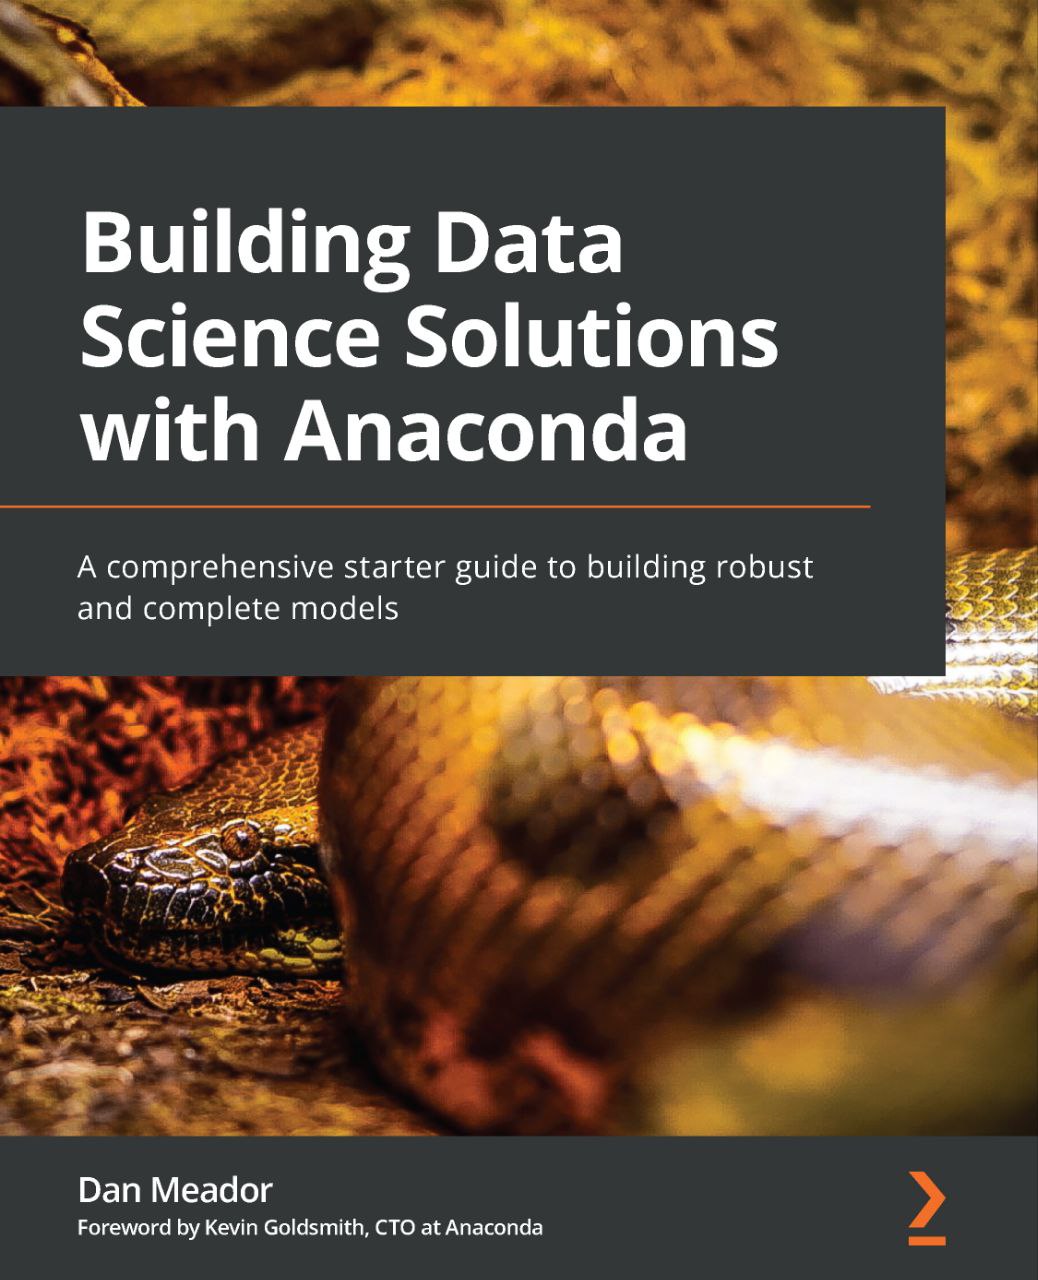 Building Data
Science Solutions
with Anaconda
A comprehensive starter guide to building robust
and complete models
Dan Meador
Foreword by Kevin Goldsmith, CTO at Anaconda